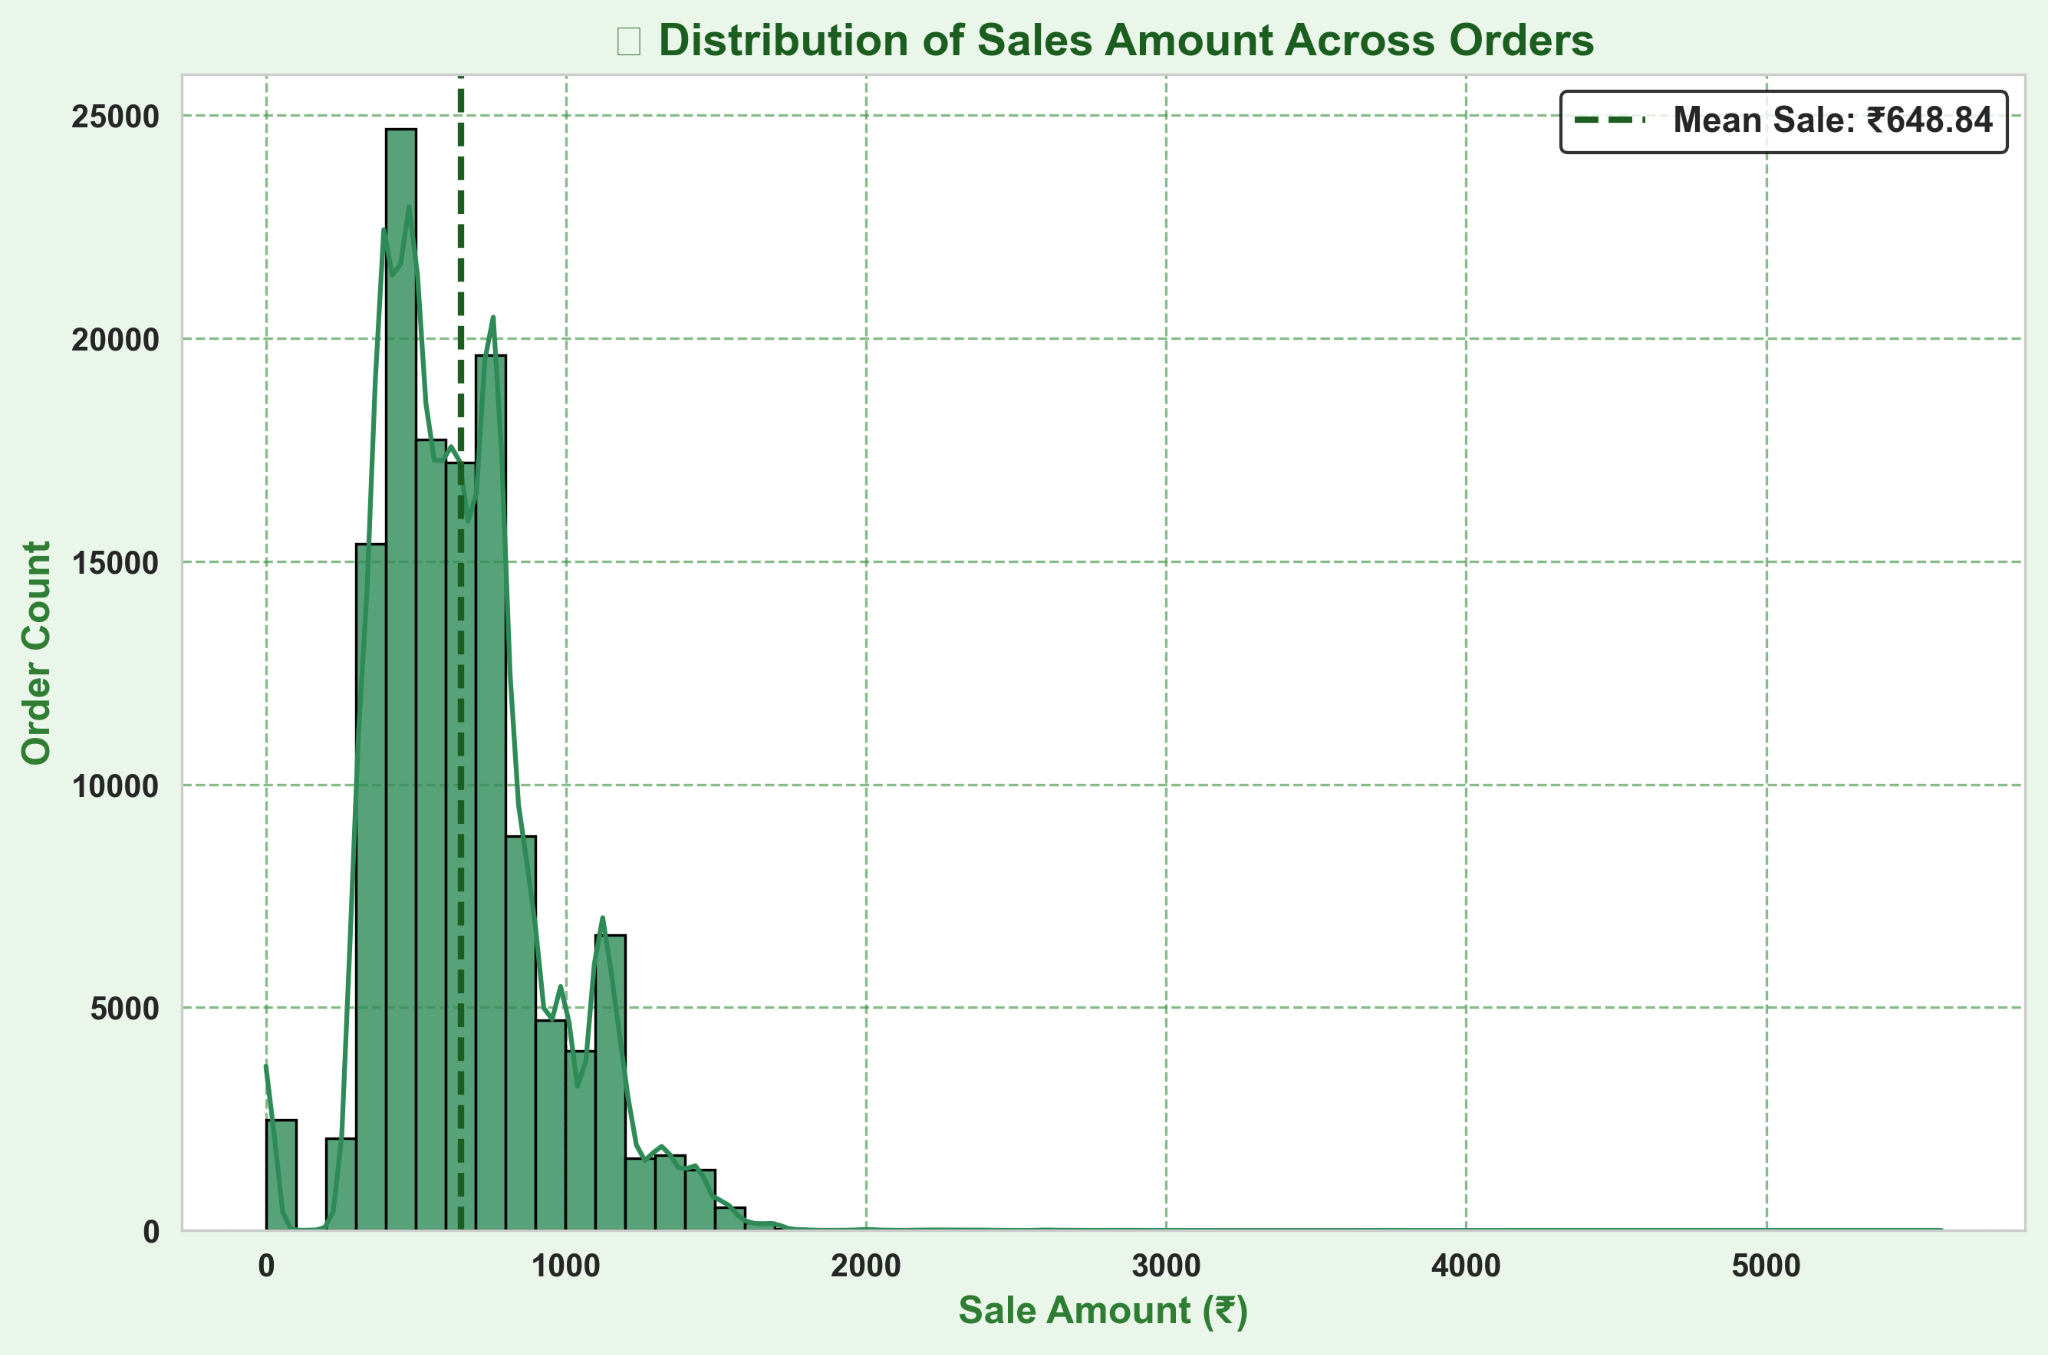 Distribution of Sales Amount Across Orders
Mean Sale: ₹648.84
Order Count
25000
20000
15000
10000
5000
0
0 1000 2000 3000 4000 5000
Sale Amount (₹)